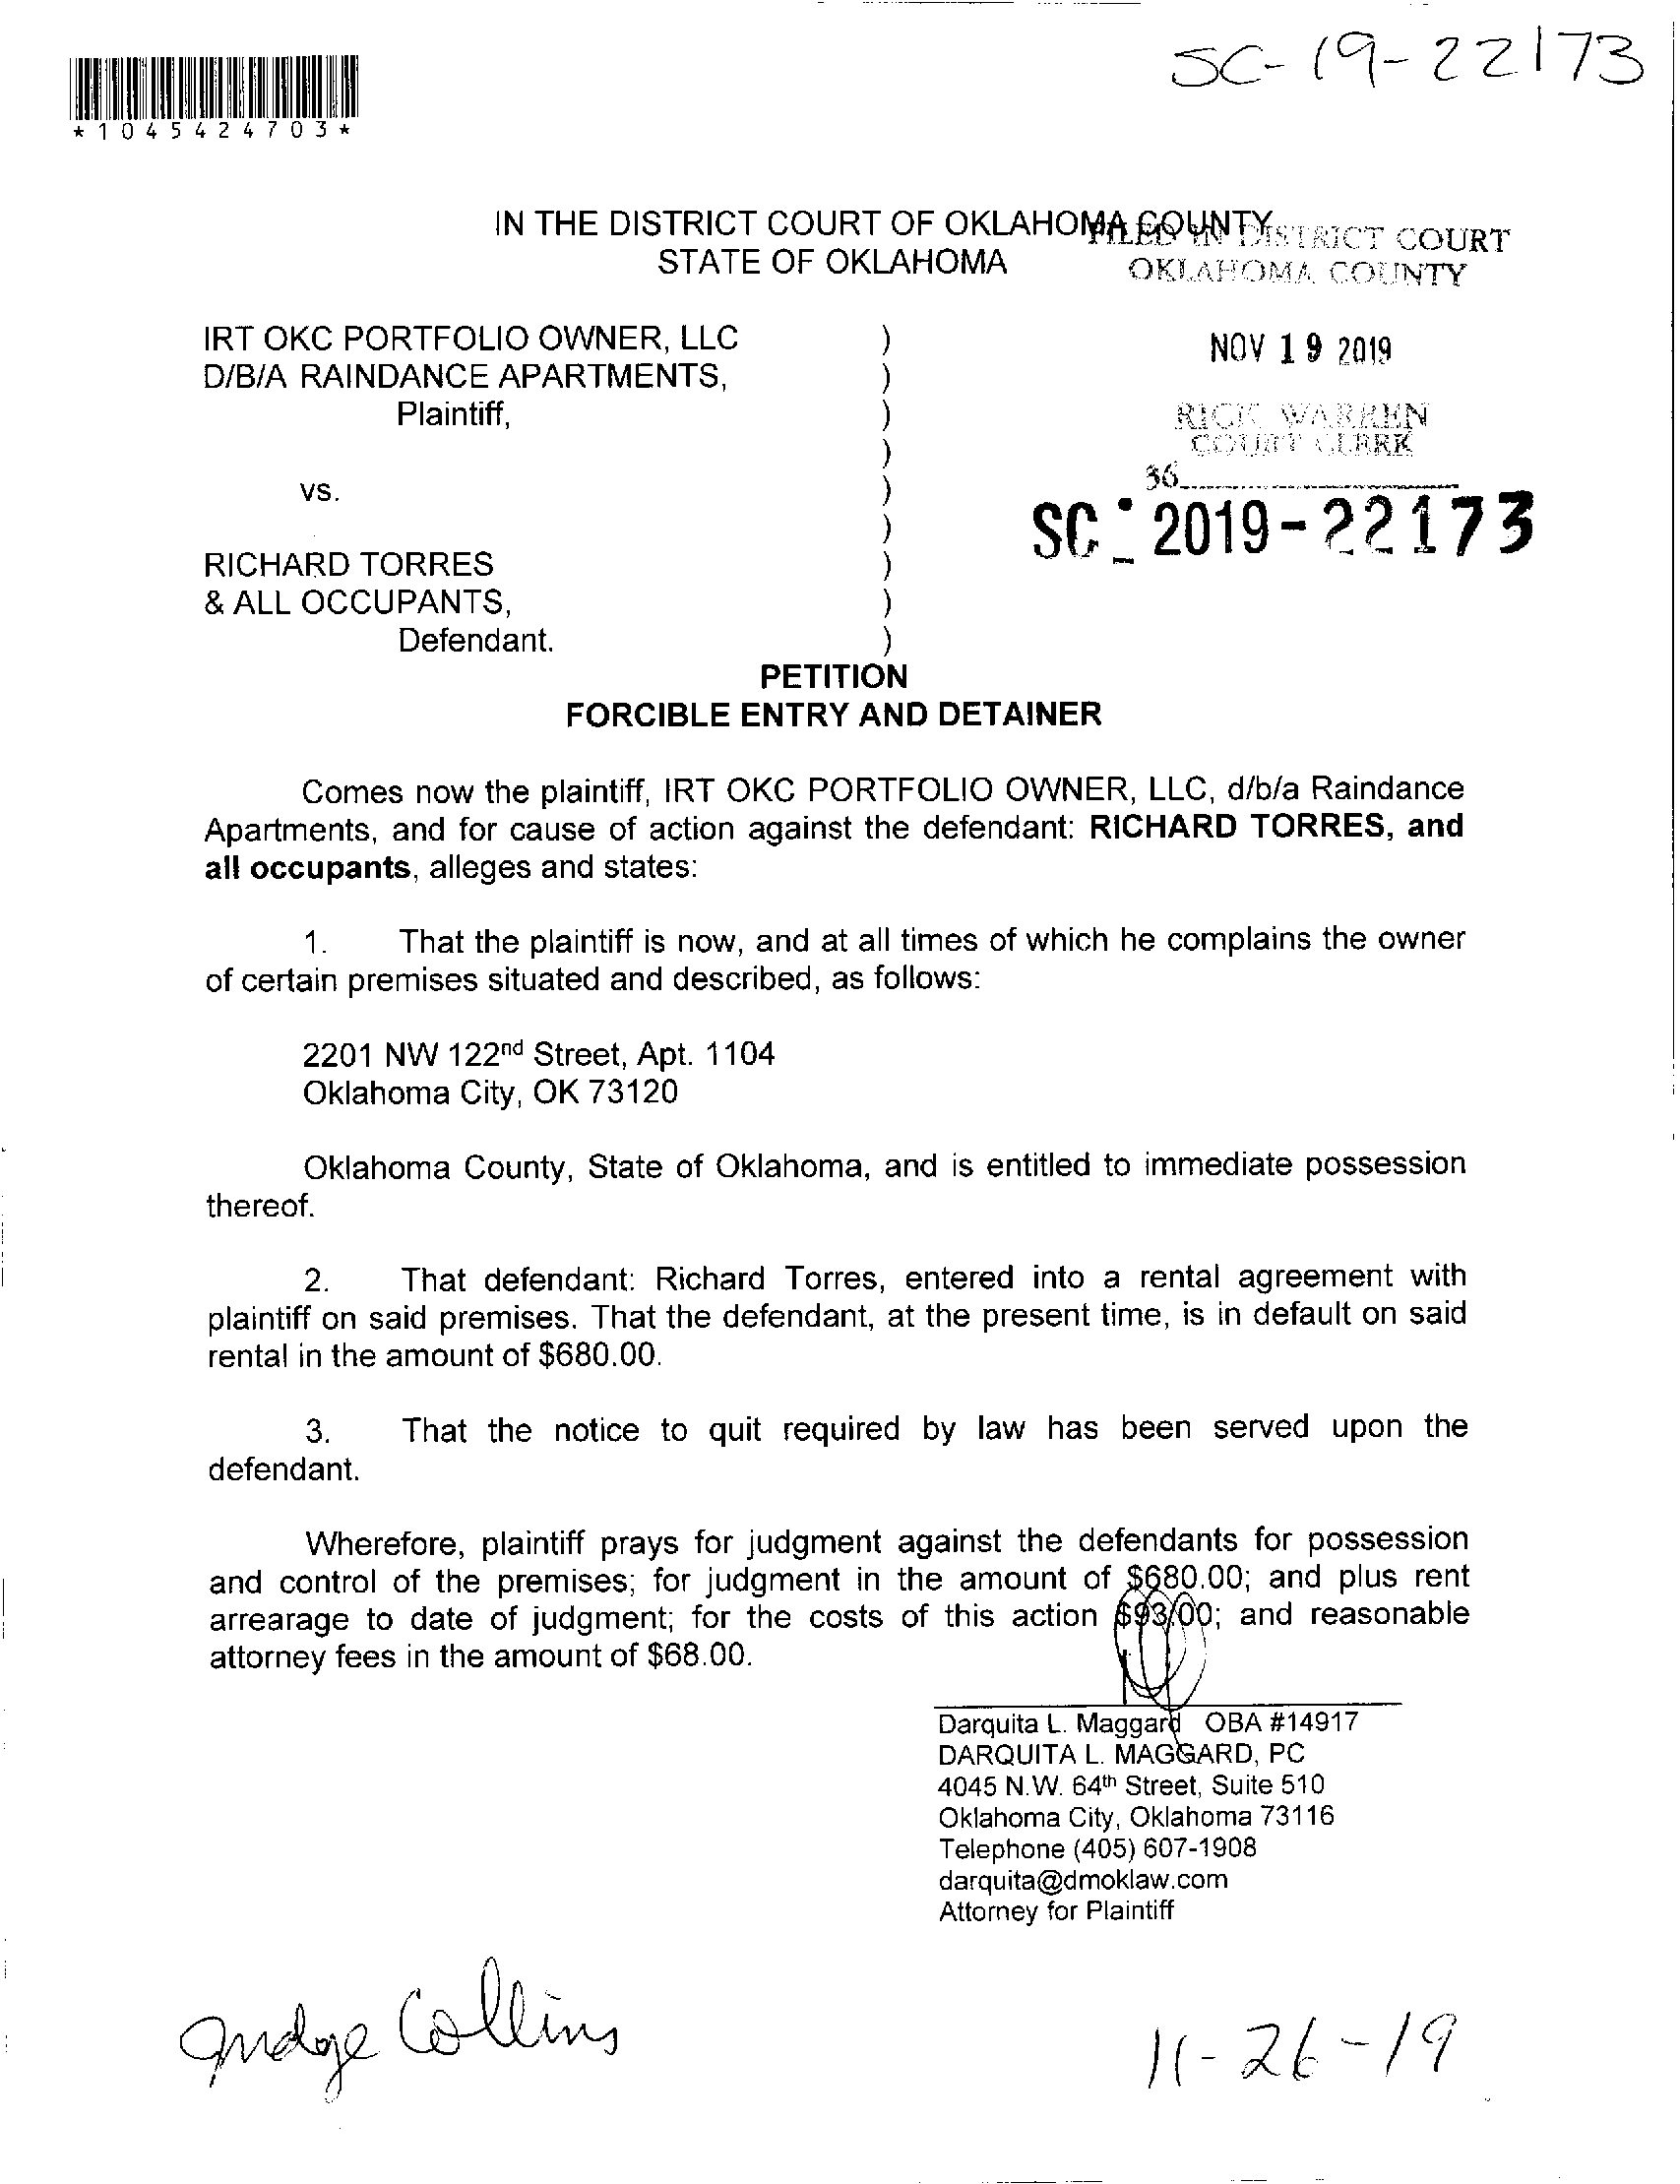 SC-19-22173
*1045424703*
IN THE DISTRICT COURT OF OKLAHOMA COUNTY
STATE OF OKLAHOMA
FILED IN DISTRICT COURT
OKLAHOMA COUNTY
IRT OKC PORTFOLIO OWNER, LLC )
D/B/A RAINDANCE APARTMENTS, )
Plaintiff, )
)
vs. )
)
RICHARD TORRES )
& ALL OCCUPANTS, )
Defendant. )
NOV 19 2019
RICK WARREN
COURT CLERK
36
SC - 2019-22173
PETITION
FORCIBLE ENTRY AND DETAINER
Comes now the plaintiff, IRT OKC PORTFOLIO OWNER, LLC, d/b/a Raindance
Apartments, and for cause of action against the defendant: RICHARD TORRES, and
all occupants, alleges and states:
1. That the plaintiff is now, and at all times of which he complains the owner
of certain premises situated and described, as follows:
2201 NW 122nd Street, Apt. 1104
Oklahoma City, OK 73120
Oklahoma County, State of Oklahoma, and is entitled to immediate possession
thereof.
2. That defendant: Richard Torres, entered into a rental agreement with
plaintiff on said premises. That the defendant, at the present time, is in default on said
rental in the amount of $680.00.
3. That the notice to quit required by law has been served upon the
defendant.
Wherefore, plaintiff prays for judgment against the defendants for possession
and control of the premises; for judgment in the amount of $680.00; and plus rent
arrearage to date of judgment; for the costs of this action $93.00; and reasonable
attorney fees in the amount of $68.00.
Darquita L. Maggard OBA #14917
DARQUITA L. MAGGARD, PC
4045 N.W. 64th Street, Suite 510
Oklahoma City, Oklahoma 73116
Telephone (405) 607-1908
darquita@dmoklaw.com
Attorney for Plaintiff
Judge Collins
11-26-19